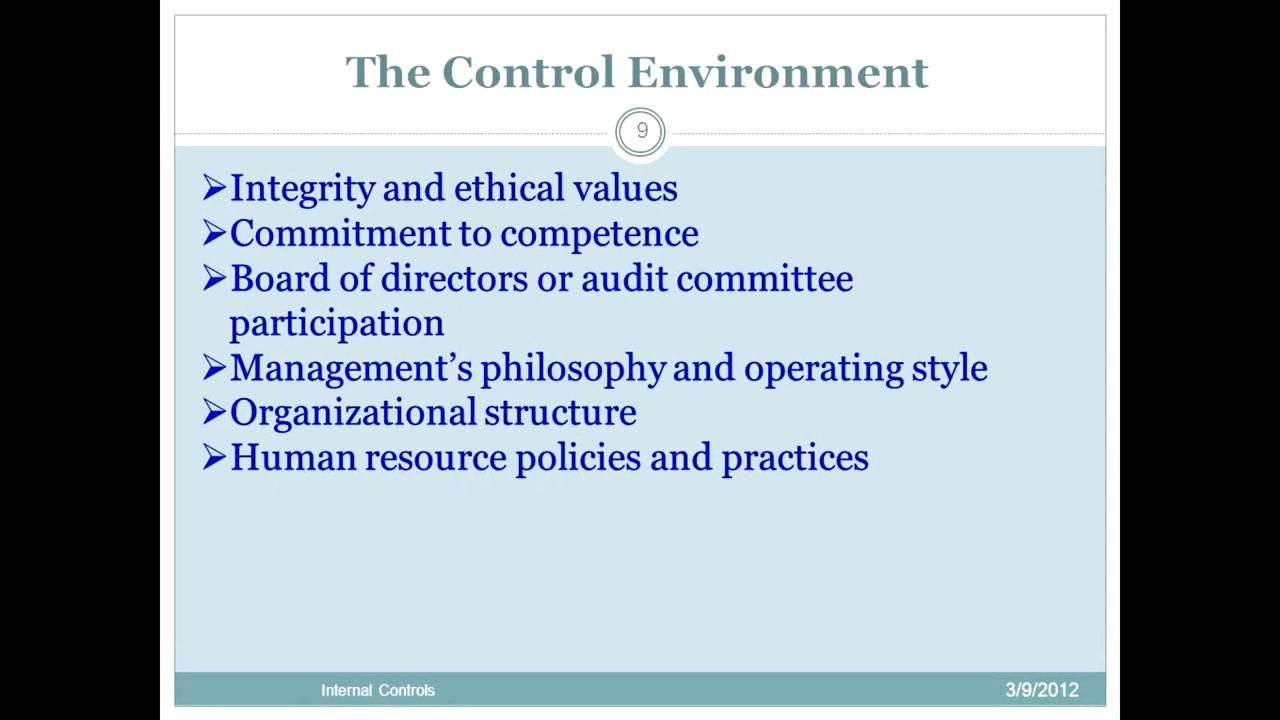 The Control Environment
9
➢Integrity and ethical values
➢Commitment to competence
➢Board of directors or audit committee
participation
➢Management’s philosophy and operating style
➢Organizational structure
➢Human resource policies and practices
Internal Controls
3/9/2012